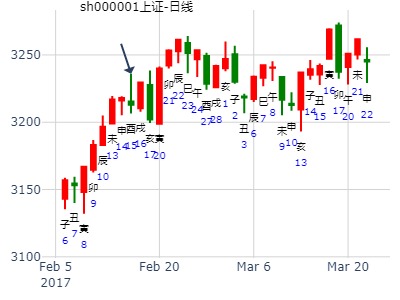 sh000001上证-日线
3250
3200
3150
3100
子 丑 寅 卯 辰 未 申 酉 戌 亥 寅 卯 辰 巳 午 酉 戌 亥 子 丑 辰 巳 午 未 申 亥 子 丑 寅 卯 午 未 申
6 7 8 9 10 13 14 15 16 17 20 21 22 23 24 27 28 1 2 3 6 7 8 9 10 13 14 15 16 17 20 21 22
Feb 5
2017
Feb 20
Mar 6
Mar 20